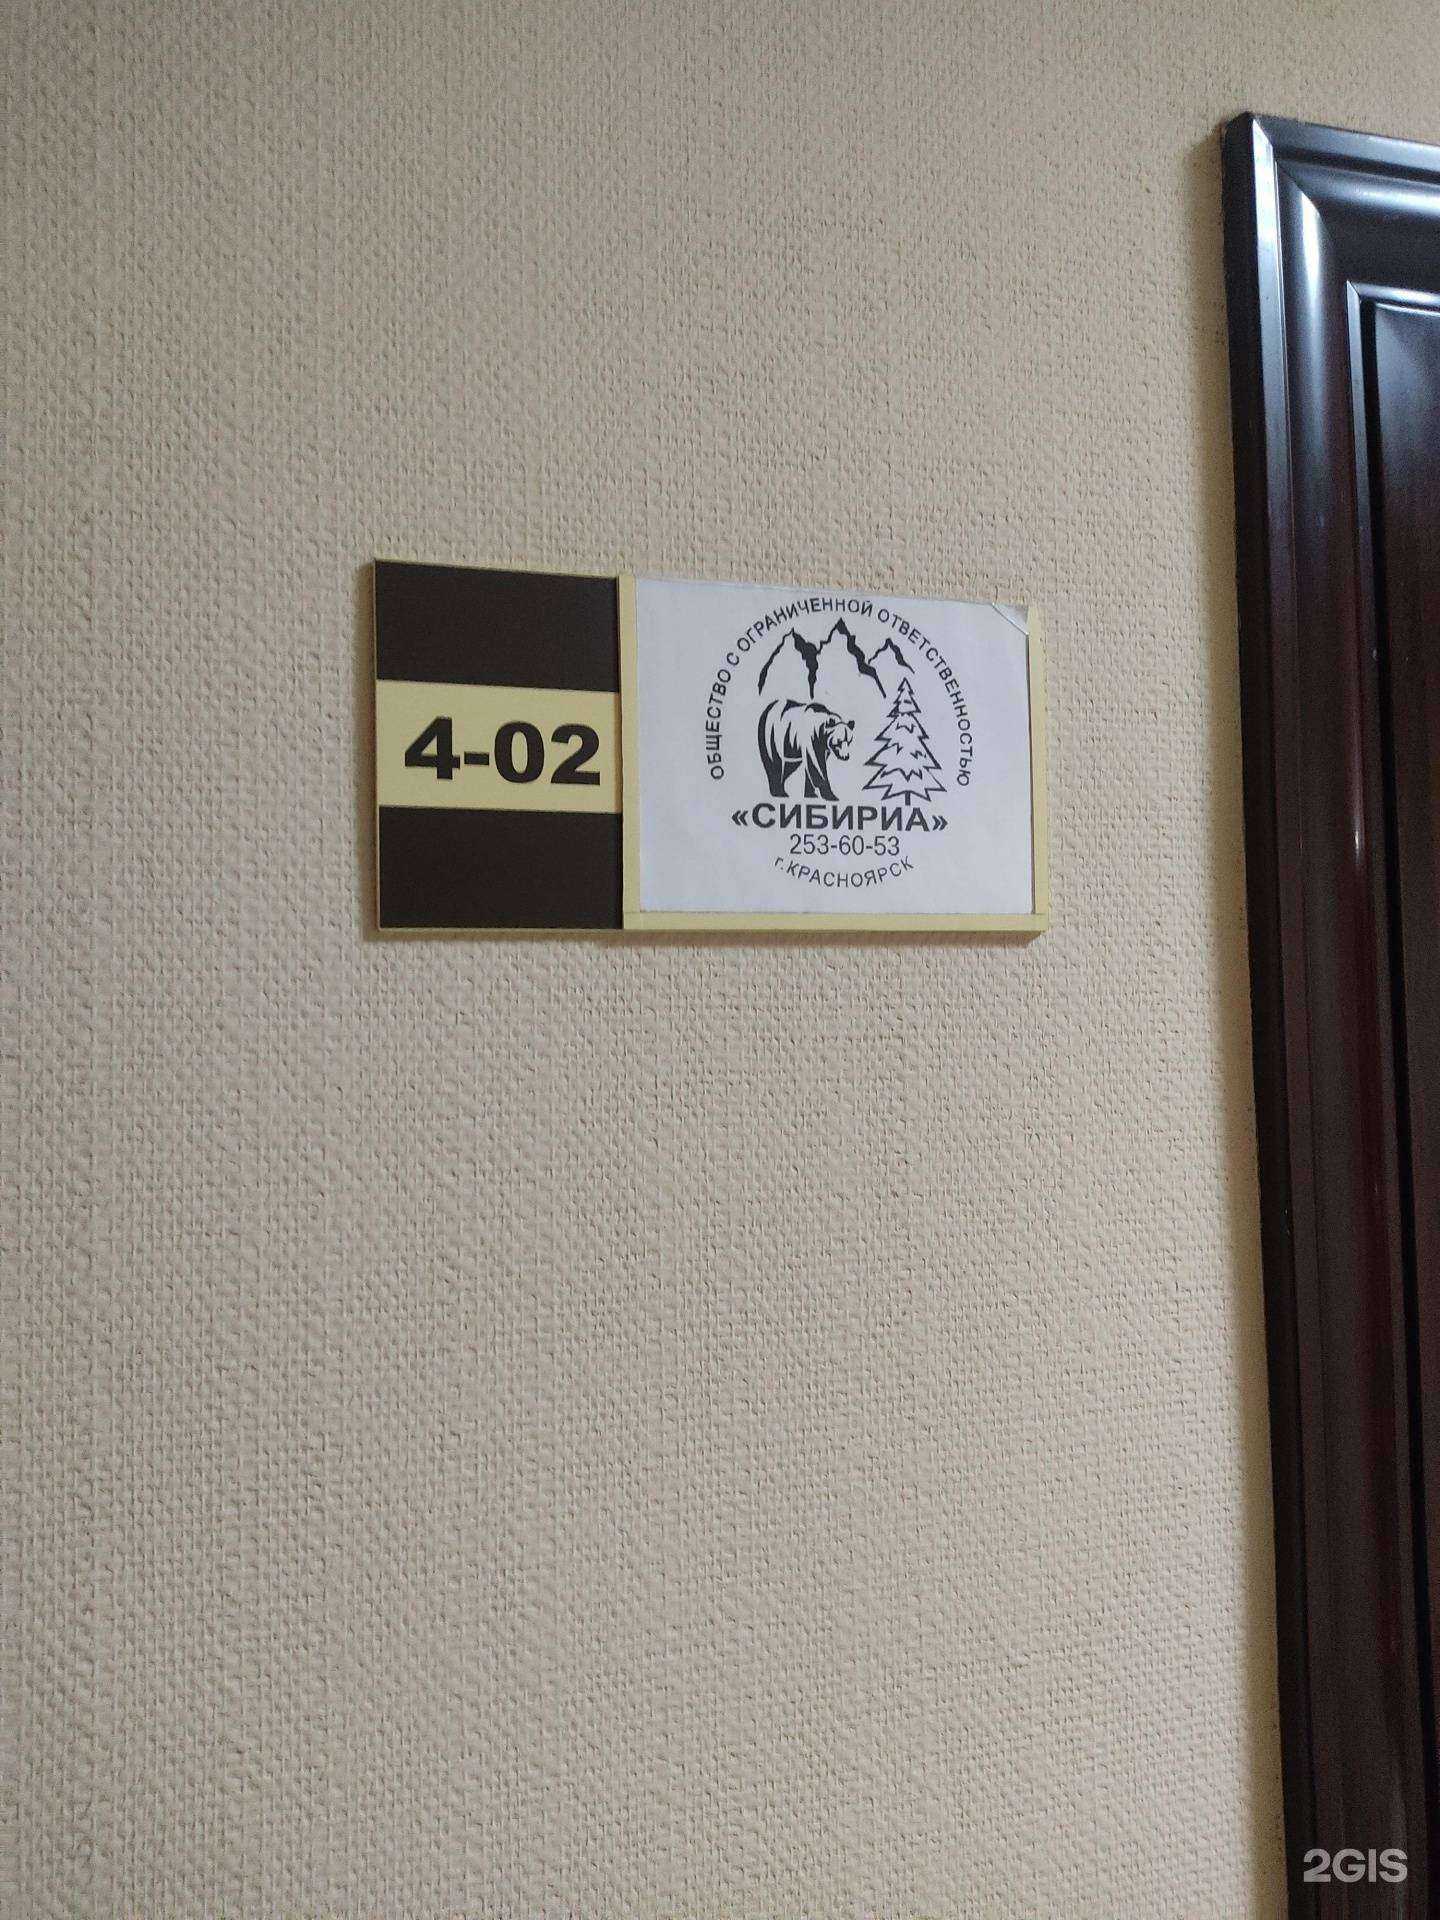 4-02
ОБЩЕСТВО С ОГРАНИЧЕННОЙ ОТВЕТСТВЕННОСТЬЮ
«СИБИРИА»
253-60-53
г.КРАСНОЯРСК
2GIS